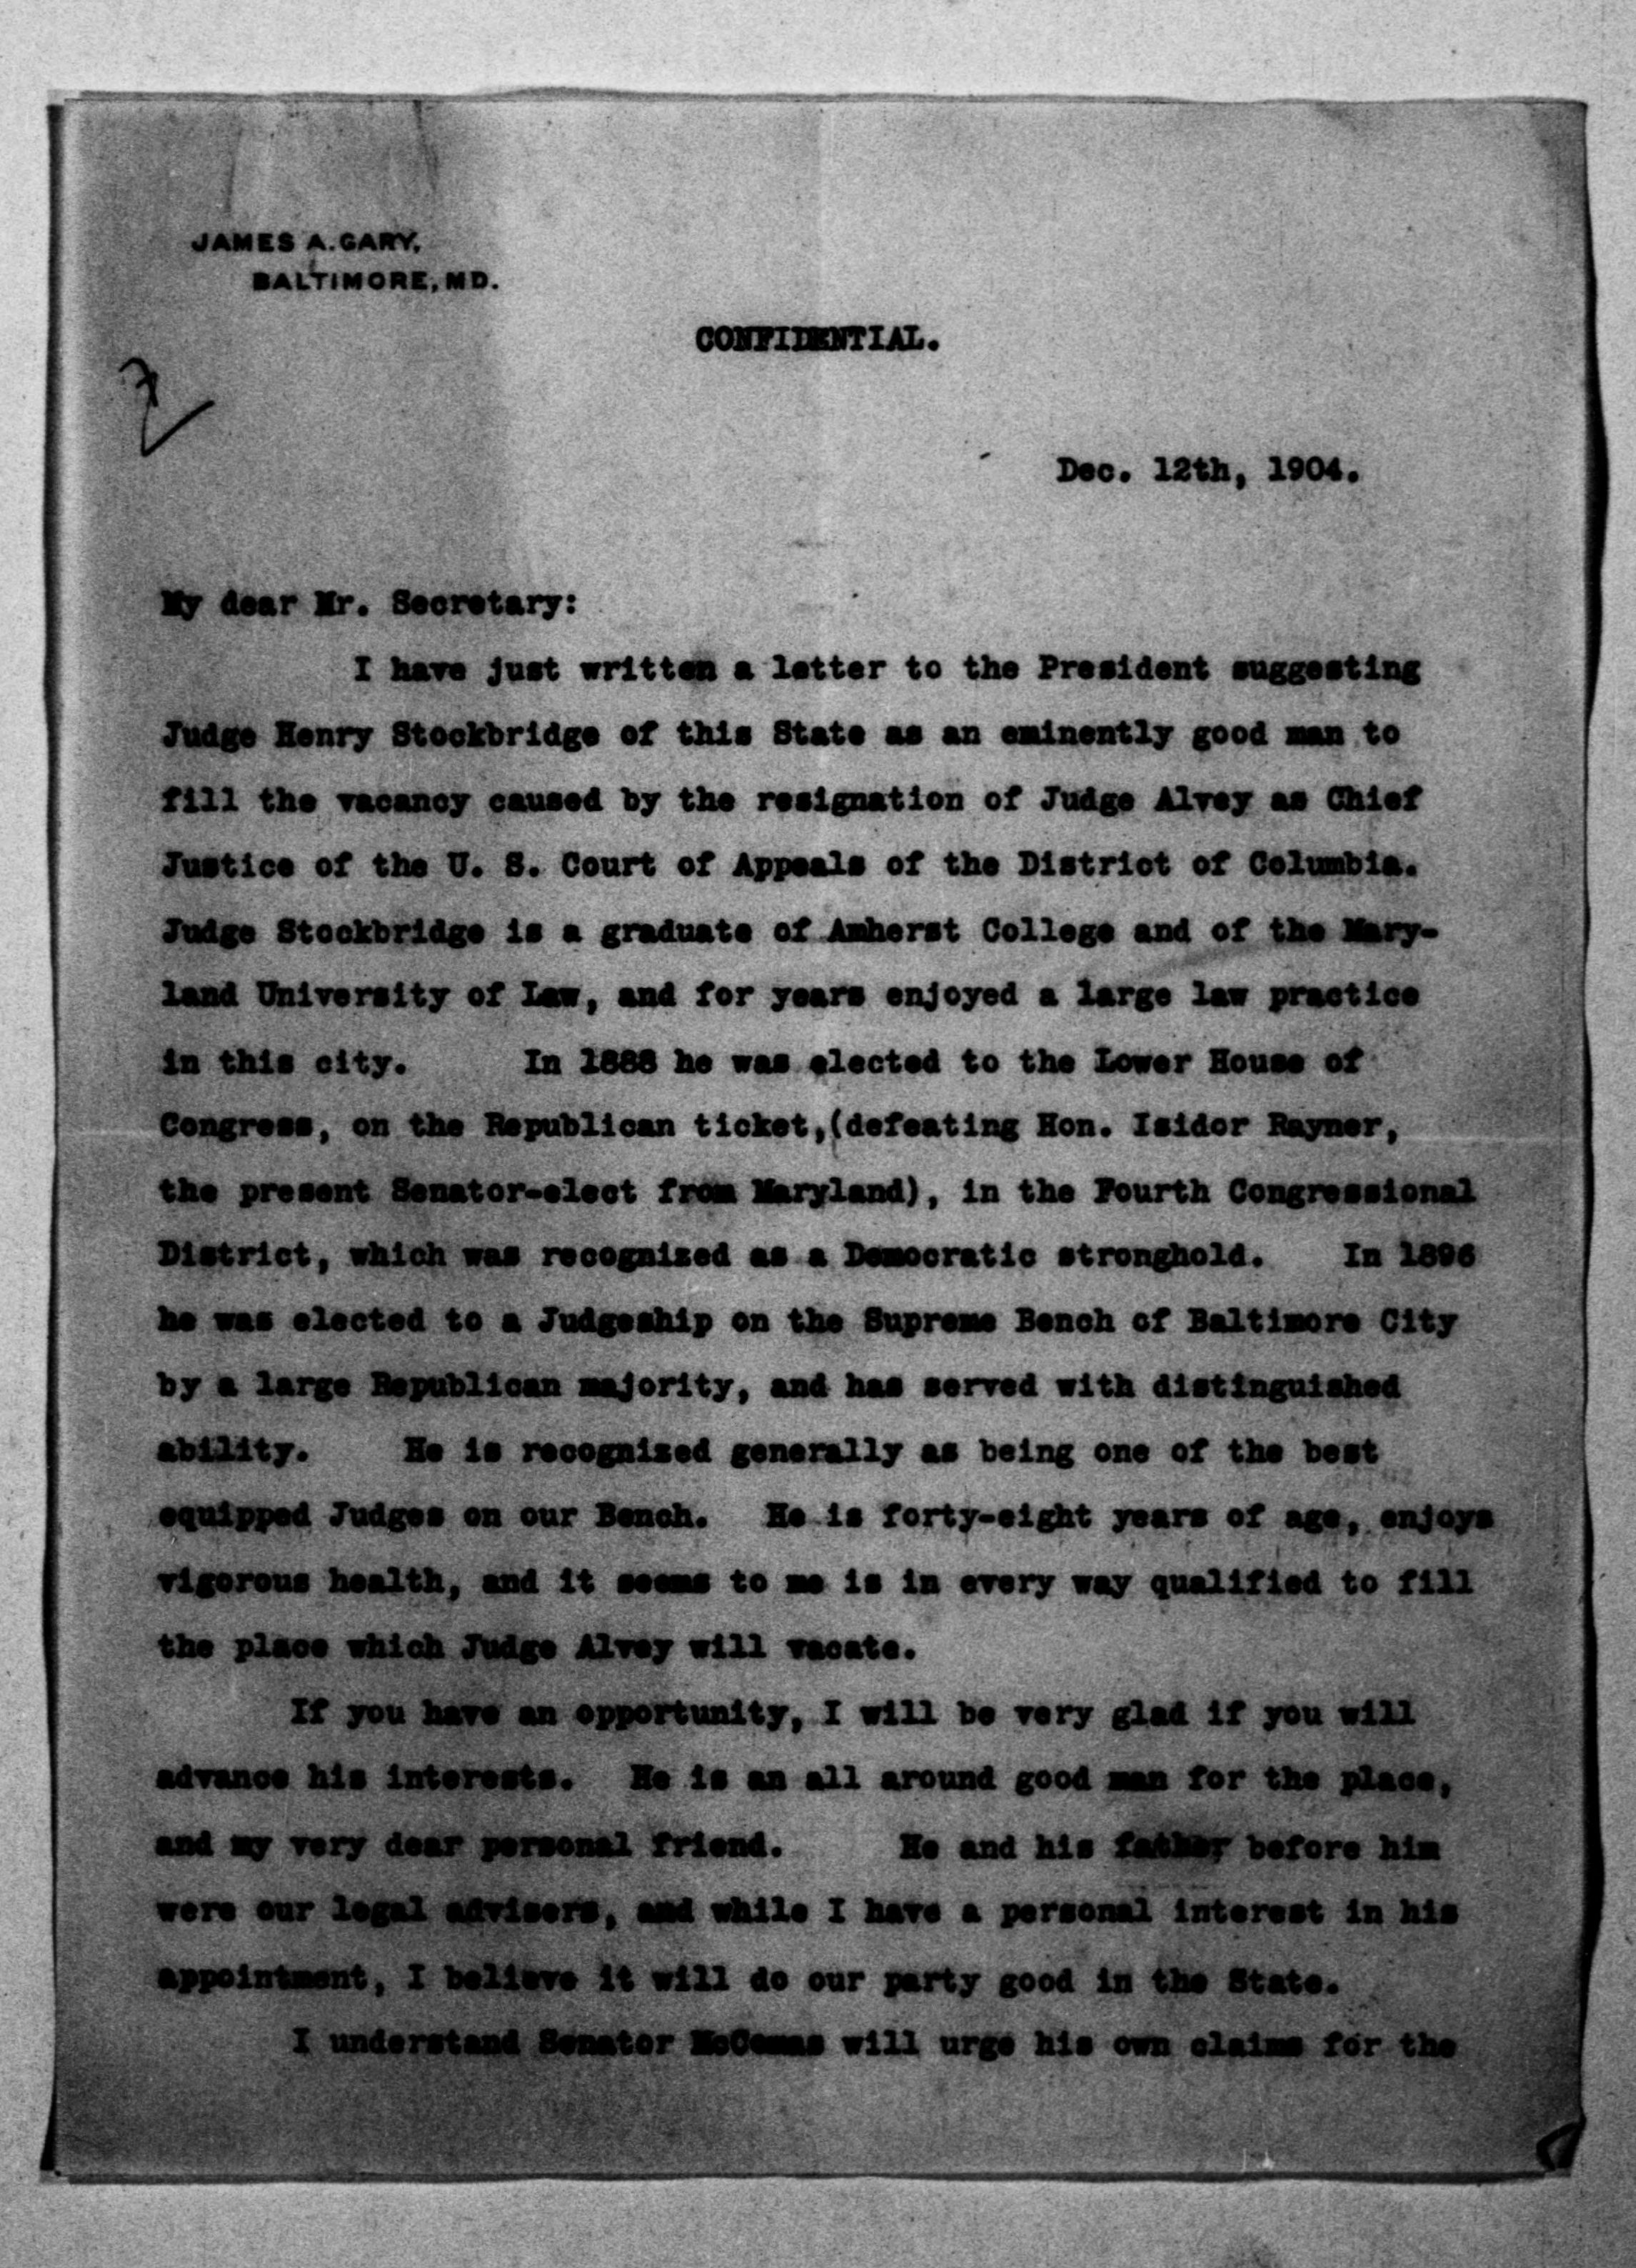 JAMES A. GARY,
BALTIMORE, MD.
CONFIDENTIAL.
Dec. 12th, 1904.
My dear Mr. Secretary:
I have just written a letter to the President suggesting
Judge Henry Stockbridge of this State as an eminently good man to
fill the vacancy caused by the resignation of Judge Alvey as Chief
Justice of the U. S. Court of Appeals of the District of Columbia.
Judge Stockbridge is a graduate of Amherst College and of the Mary-
land University of Law, and for years enjoyed a large law practice
in this city. In 1888 he was elected to the Lower House of
Congress, on the Republican ticket,(defeating Hon. Isidor Rayner,
the present Senator-elect from Maryland), in the Fourth Congressional
District, which was recognized as a Democratic stronghold. In 1896
he was elected to a Judgeship on the Supreme Bench of Baltimore City
by a large Republican majority, and has served with distinguished
ability. He is recognized generally as being one of the best
equipped Judges on our Bench. He is forty-eight years of age, enjoys
vigorous health, and it seems to me is in every way qualified to fill
the place which Judge Alvey will vacate.
If you have an opportunity, I will be very glad if you will
advance his interests. He is an all around good man for the place,
and my very dear personal friend. He and his father before him
were our legal advisers, and while I have a personal interest in his
appointment, I believe it will do our party good in the State.
I understand Senator McComas will urge his own claims for the